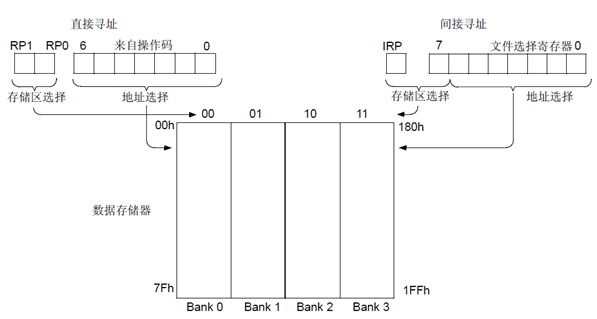 直接寻址 间接寻址
RP1 RP0 6 来自操作码 0 IRP 7 文件选择寄存器 0
存储区选择 地址选择 存储区选择 地址选择
00 01 10 11
00h 180h
数据存储器
7Fh 1FFh
Bank 0 Bank 1 Bank 2 Bank 3